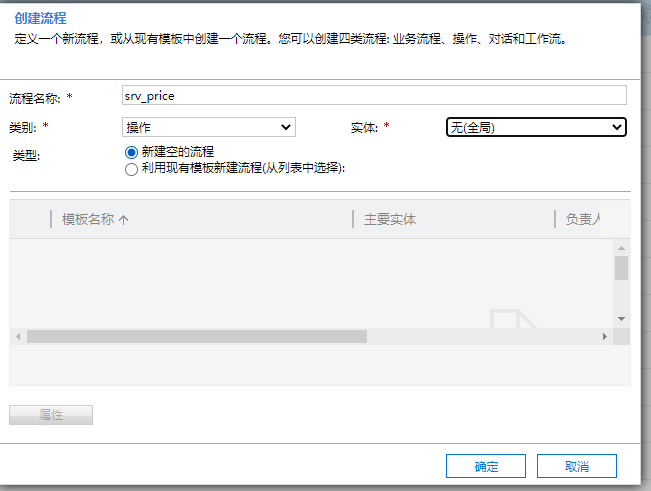 创建流程
定义一个新流程，或从现有模板中创建一个流程。您可以创建四类流程: 业务流程、操作、对话和工作流。
流程名称: * srv_price
类别: * 操作 实体: * 无(全局)
类型: 新建空的流程
利用现有模板新建流程(从列表中选择):
模板名称 主要实体 负责人
属性
确定 取消